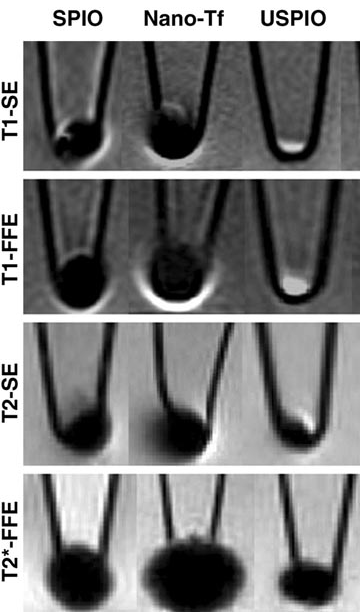 SPIO Nano-Tf USPIO
T1-SE
T1-FFE
T2-SE
T2*-FFE